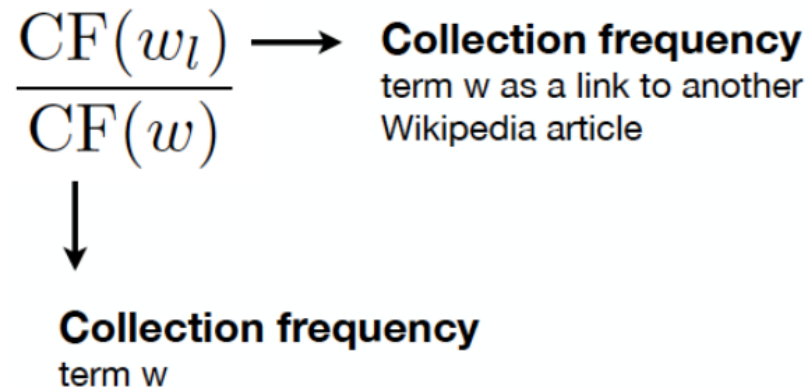 CF(w_l) Collection frequency
term w as a link to another
CF(w) Wikipedia article
Collection frequency
term w